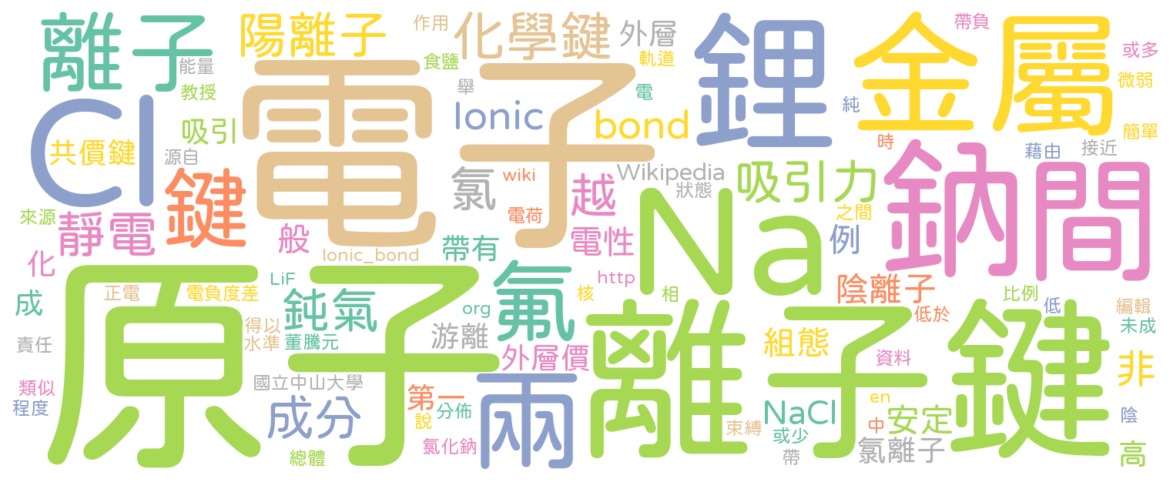 離子
陽離子
作用
化學鍵
外層
鋰
金屬
帶負
或多
能量
食鹽
軌道
微弱
教授
舉
電
純
Cl
電子
Ionic
bond
簡單
共價鍵
吸引
源自
時
藉由
接近
鍵
氯
wiki
越
Wikipedia
狀態
吸引力
鈉
間
來源
靜電
電荷
電性
Na
之間
例
般
帶有
Ionic_bond
化
成
正電
電負度差
LiF
鈍氣
org
氟
http
核
相
陰離子
低於
比例
低
編輯
未成
原子
得以
水準
董騰元
游離
離子鍵
組態
責任
外層價
資料
非
類似
程度
國立中山大學
成分
第一
分佈
說
兩
束縛
NaCl
或少
en
中
安定
陰
總體
氯化鈉
帶
氯離子
高